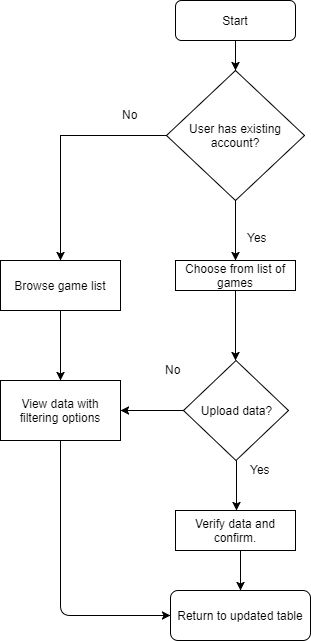 Start
No
User has existing
account?
Yes
Browse game list
Choose from list of
games
No
View data with
filtering options
Upload data?
Yes
Verify data and
confirm.
Return to updated table